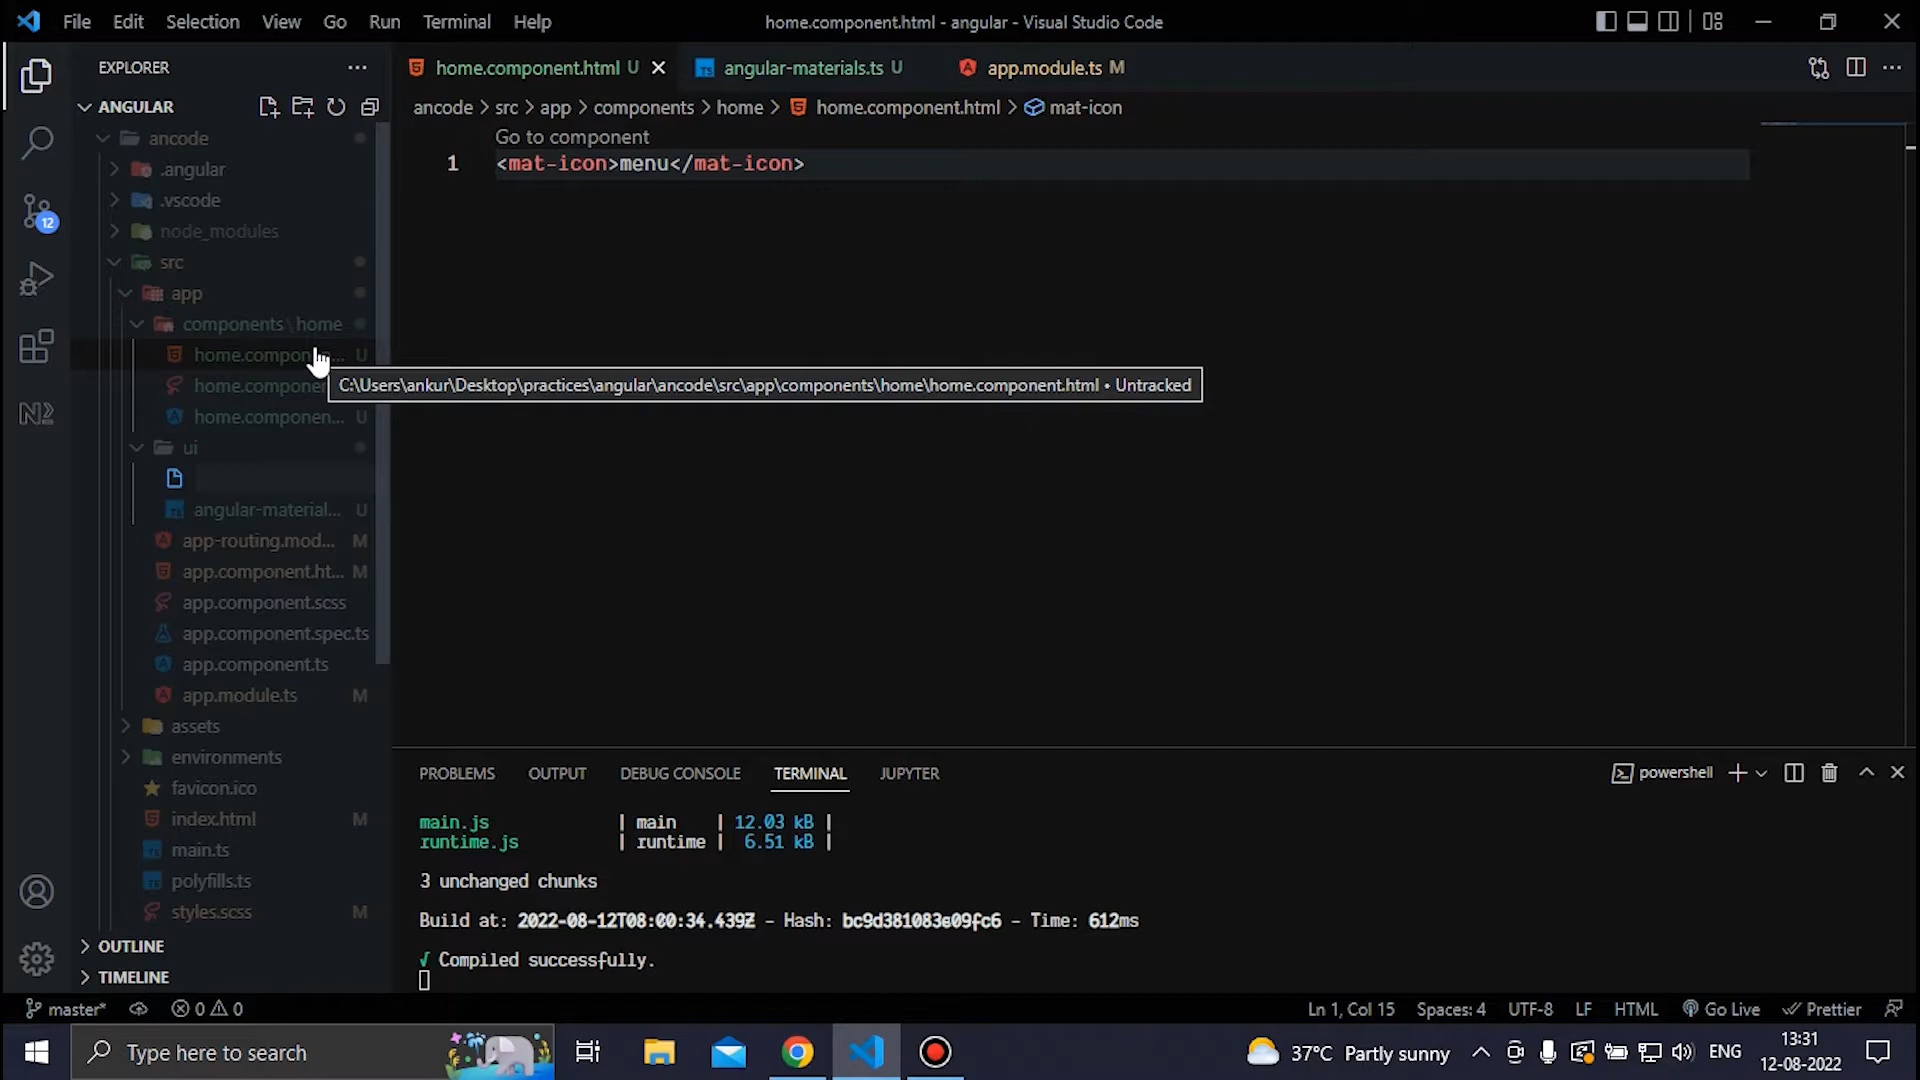 File Edit Selection View Go Run Terminal Help
home.component.html - angular - Visual Studio Code
EXPLORER
home.component.html U
angular-materials.ts U
app.module.ts M
ANGULAR
ancode > src > app > components > home > home.component.html > mat-icon
Go to component
1 <mat-icon>menu</mat-icon>
ancode
.angular
.vscode
node_modules
src
app
components \ home
home.compon... U
home.componen
home.componen... U
C:\Users\ankur\Desktop\practices\angular\ancode\src\app\components\home\home.component.html • Untracked
ui
angular-material... U
app-routing.mod... M
app.component.ht... M
app.component.scss
app.component.spec.ts
app.component.ts
app.module.ts M
assets
environments
favicon.ico
index.html M
main.ts
polyfills.ts
styles.scss M
OUTLINE
TIMELINE
12
PROBLEMS OUTPUT DEBUG CONSOLE TERMINAL JUPYTER
powershell
main.js | main | 12.03 kB |
runtime.js | runtime | 6.51 kB |
3 unchanged chunks
Build at: 2022-08-12T08:00:34.439Z - Hash: bc9d381083e09fc6 - Time: 612ms
√ Compiled successfully.
master* 0 0
Ln 1, Col 15 Spaces: 4 UTF-8 LF HTML Go Live Prettier
Type here to search
37°C Partly sunny
ENG
13:31
12-08-2022